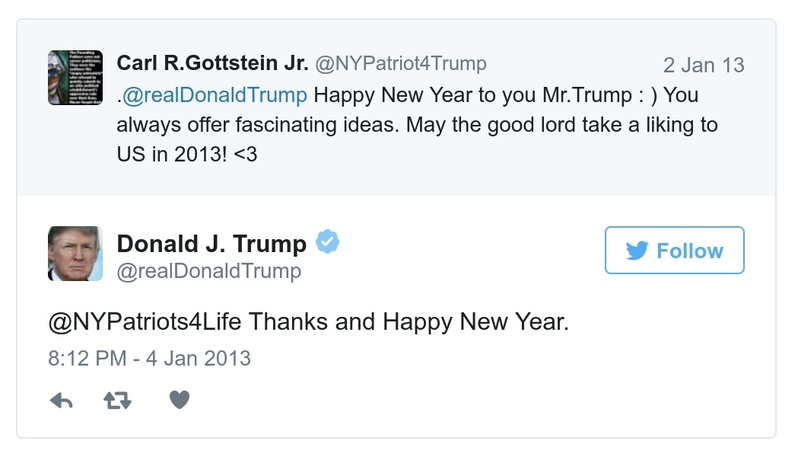 Carl R.Gottstein Jr. @NYPatriot4Trump 2 Jan 13
.@realDonaldTrump Happy New Year to you Mr.Trump : ) You
always offer fascinating ideas. May the good lord take a liking to
US in 2013! <3
Donald J. Trump
@realDonaldTrump
Follow
@NYPatriots4Life Thanks and Happy New Year.
8:12 PM - 4 Jan 2013